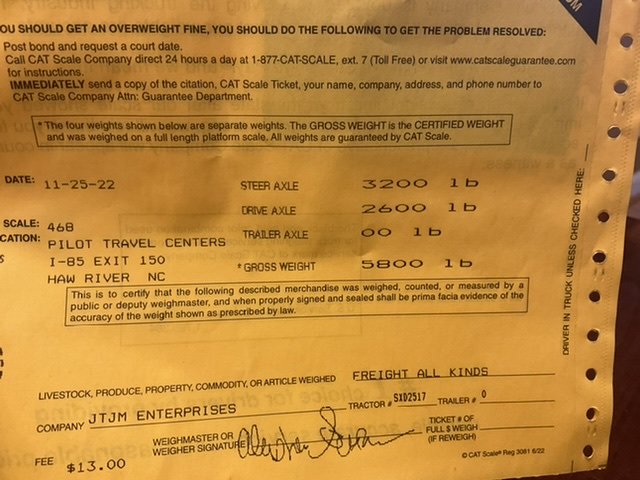 OU SHOULD GET AN OVERWEIGHT FINE, YOU SHOULD DO THE FOLLOWING TO GET THE PROBLEM RESOLVED:
Post bond and request a court date.
Call CAT Scale Company direct 24 hours a day at 1-877-CAT-SCALE, ext. 7 (Toll Free) or visit www.catscaleguarantee.com
for instructions.
IMMEDIATELY send a copy of the citation, CAT Scale Ticket, your name, company, address, and phone number to
CAT Scale Company Attn: Guarantee Department.
* The four weights shown below are separate weights. The GROSS WEIGHT is the CERTIFIED WEIGHT
and was weighed on a full length platform scale. All weights are guaranteed by CAT Scale.
DATE: 11-25-22
STEER AXLE 3200 lb
DRIVE AXLE 2600 lb
SCALE: 468
TRAILER AXLE 00 lb
CATION: PILOT TRAVEL CENTERS
I-85 EXIT 150
* GROSS WEIGHT 5800 lb
HAW RIVER NC
This is to certify that the following described merchandise was weighed, counted, or measured by a
public or deputy weighmaster, and when properly signed and sealed shall be prima facia evidence of the
accuracy of the weight shown as prescribed by law.
DRIVER IN TRUCK UNLESS CHECKED HERE:
LIVESTOCK, PRODUCE, PROPERTY, COMMODITY, OR ARTICLE WEIGHED FREIGHT ALL KINDS
COMPANY JTJM ENTERPRISES
TRACTOR # SXD2517 TRAILER # 0
WEIGHMASTER OR
WEIGHER SIGNATURE
TICKET # OF
FULL $ WEIGH
(IF REWEIGH)
FEE $13.00
© CAT Scale® Reg 3081 6/22